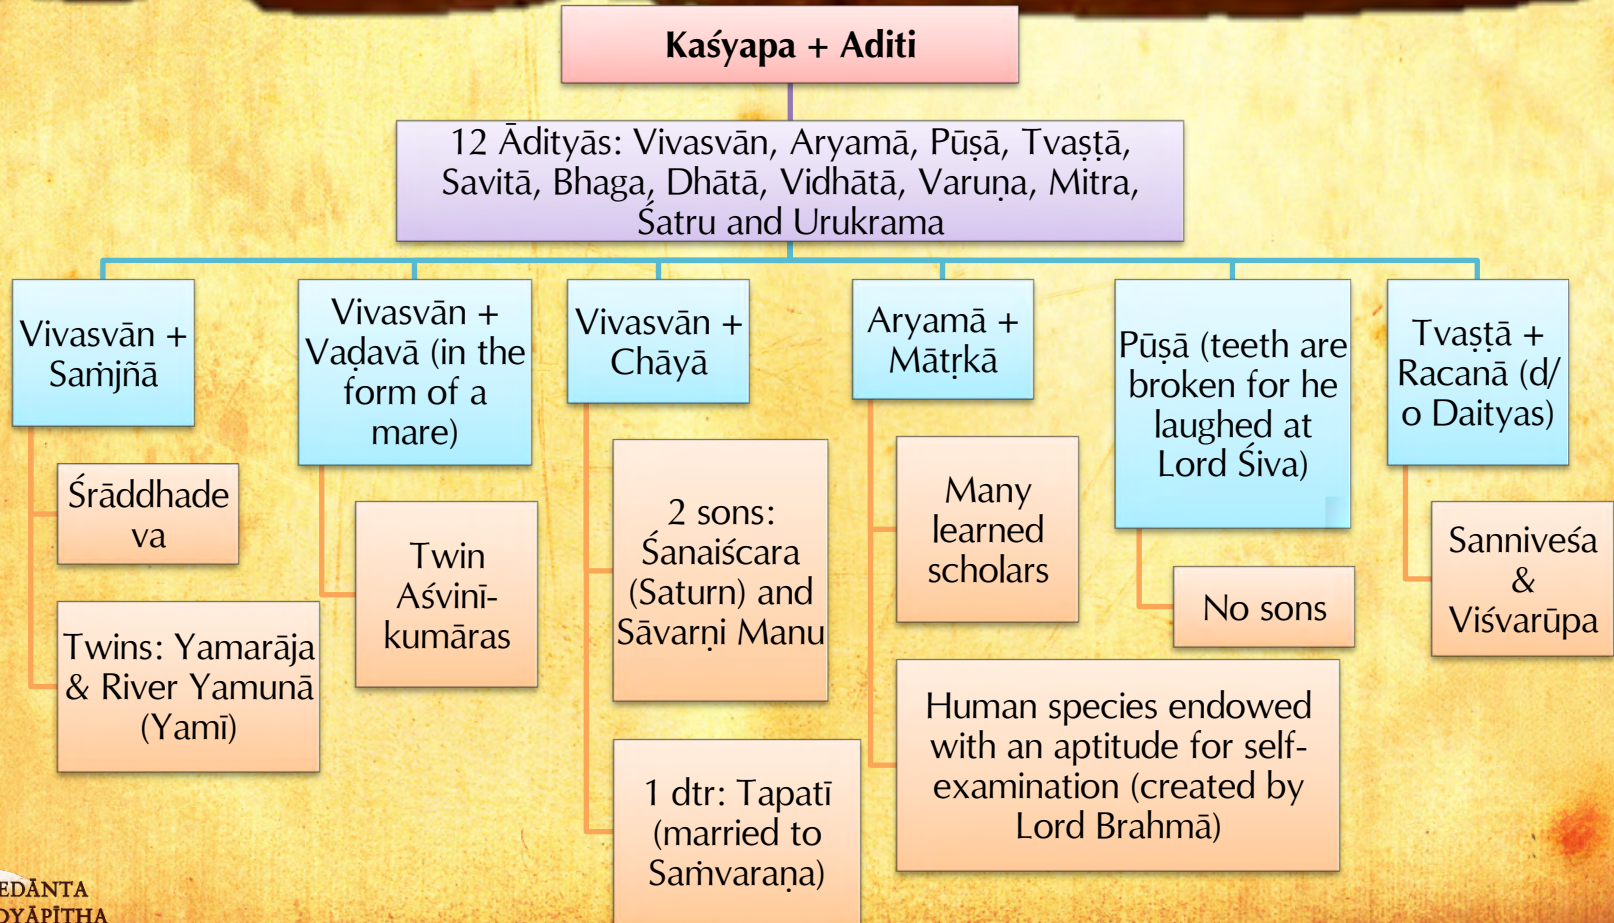 Kaśyapa + Aditi
12 Ādityās: Vivasvān, Aryamā, Pūṣā, Tvaṣṭā,
Savitā, Bhaga, Dhātā, Vidhātā, Varuṇa, Mitra,
Śatru and Urukrama
Vivasvān +
Saṁjñā
Śrāddhade
va
Twins: Yamarāja
& River Yamunā
(Yamī)
Vivasvān +
Vaḍavā (in the
form of a
mare)
Twin
Aśvinī-
kumāras
Vivasvān +
Chāyā
2 sons:
Śanaiścara
(Saturn) and
Sāvarṇi Manu
1 dtr: Tapatī
(married to
Saṁvaraṇa)
Aryamā +
Mātṛkā
Many
learned
scholars
Human species endowed
with an aptitude for self-
examination (created by
Lord Brahmā)
Pūṣā (teeth are
broken for he
laughed at
Lord Śiva)
No sons
Tvaṣṭā +
Racanā (d/
o Daityas)
Sanniveśa
&
Viśvarūpa
EDĀNTA
DYĀPĪṬHA